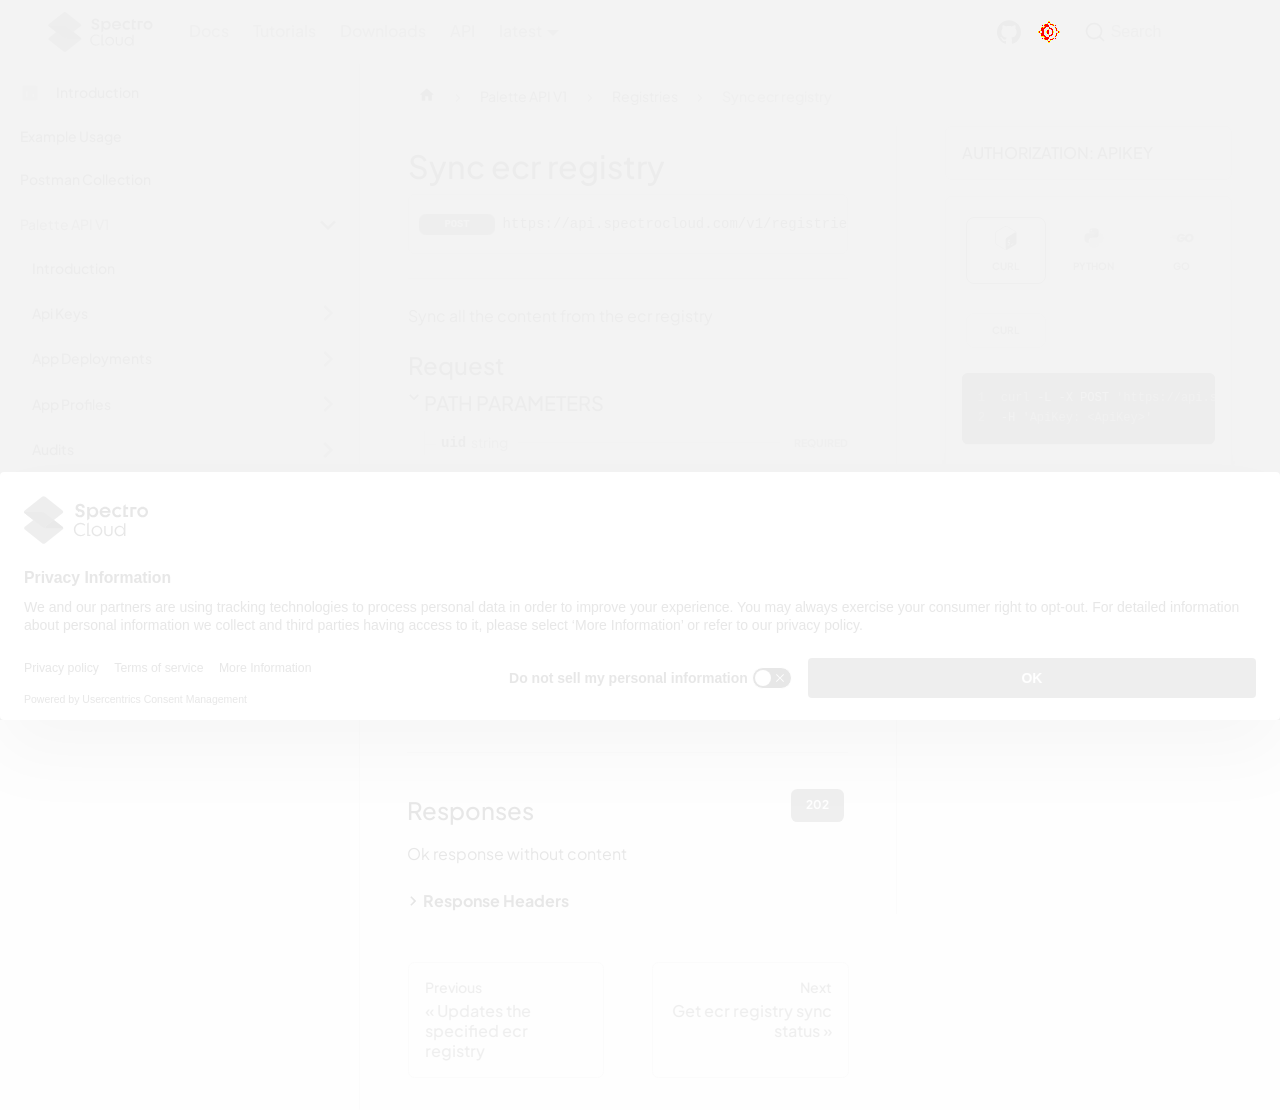 Spectro Cloud
Docs Tutorials Downloads API latest
Search
Introduction
Example Usage
Postman Collection
Palette API V1
Introduction
Api Keys
App Deployments
App Profiles
Audits
Palette API V1
Registries
Sync ecr registry
Sync ecr registry
POST https://api.spectrocloud.com/v1/registrie
Sync all the content from the ecr registry
Request
PATH PARAMETERS
uid string REQUIRED
AUTHORIZATION: APIKEY
CURL PYTHON GO
CURL
POST
Spectro
Cloud
Privacy Information
We and our partners are using tracking technologies to process personal data in order to improve your experience. You may always exercise your consumer right to opt-out. For detailed information
about personal information we collect and third parties having access to it, please select ‘More Information’ or refer to our privacy policy.
Privacy policy Terms of service More Information
Powered by Usercentrics Consent Management
Do not sell my personal information
OK
Responses
202
Ok response without content
Response Headers
Previous
« Updates the
specified ecr
registry
Next
Get ecr registry sync
status »